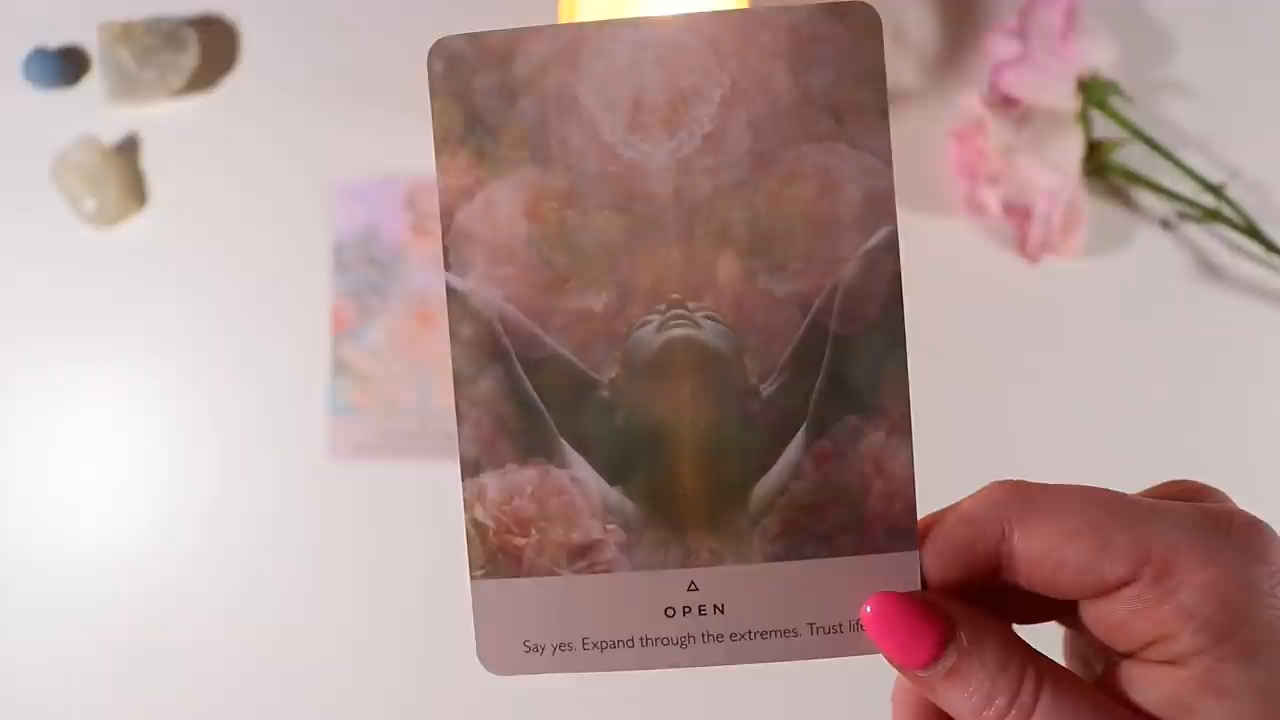 OPEN
Say yes. Expand through the extremes. Trust life